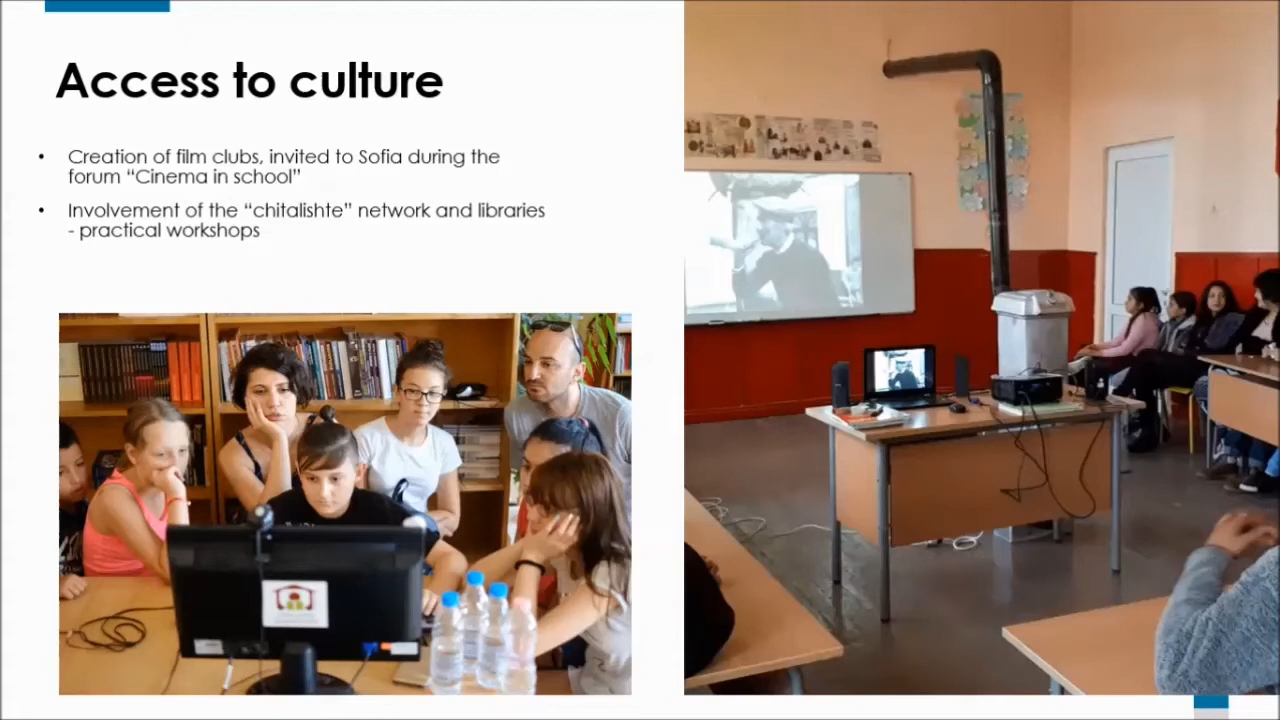 Access to culture
• Creation of film clubs, invited to Sofia during the
forum “Cinema in school”
• Involvement of the “chitalishte” network and libraries
- practical workshops